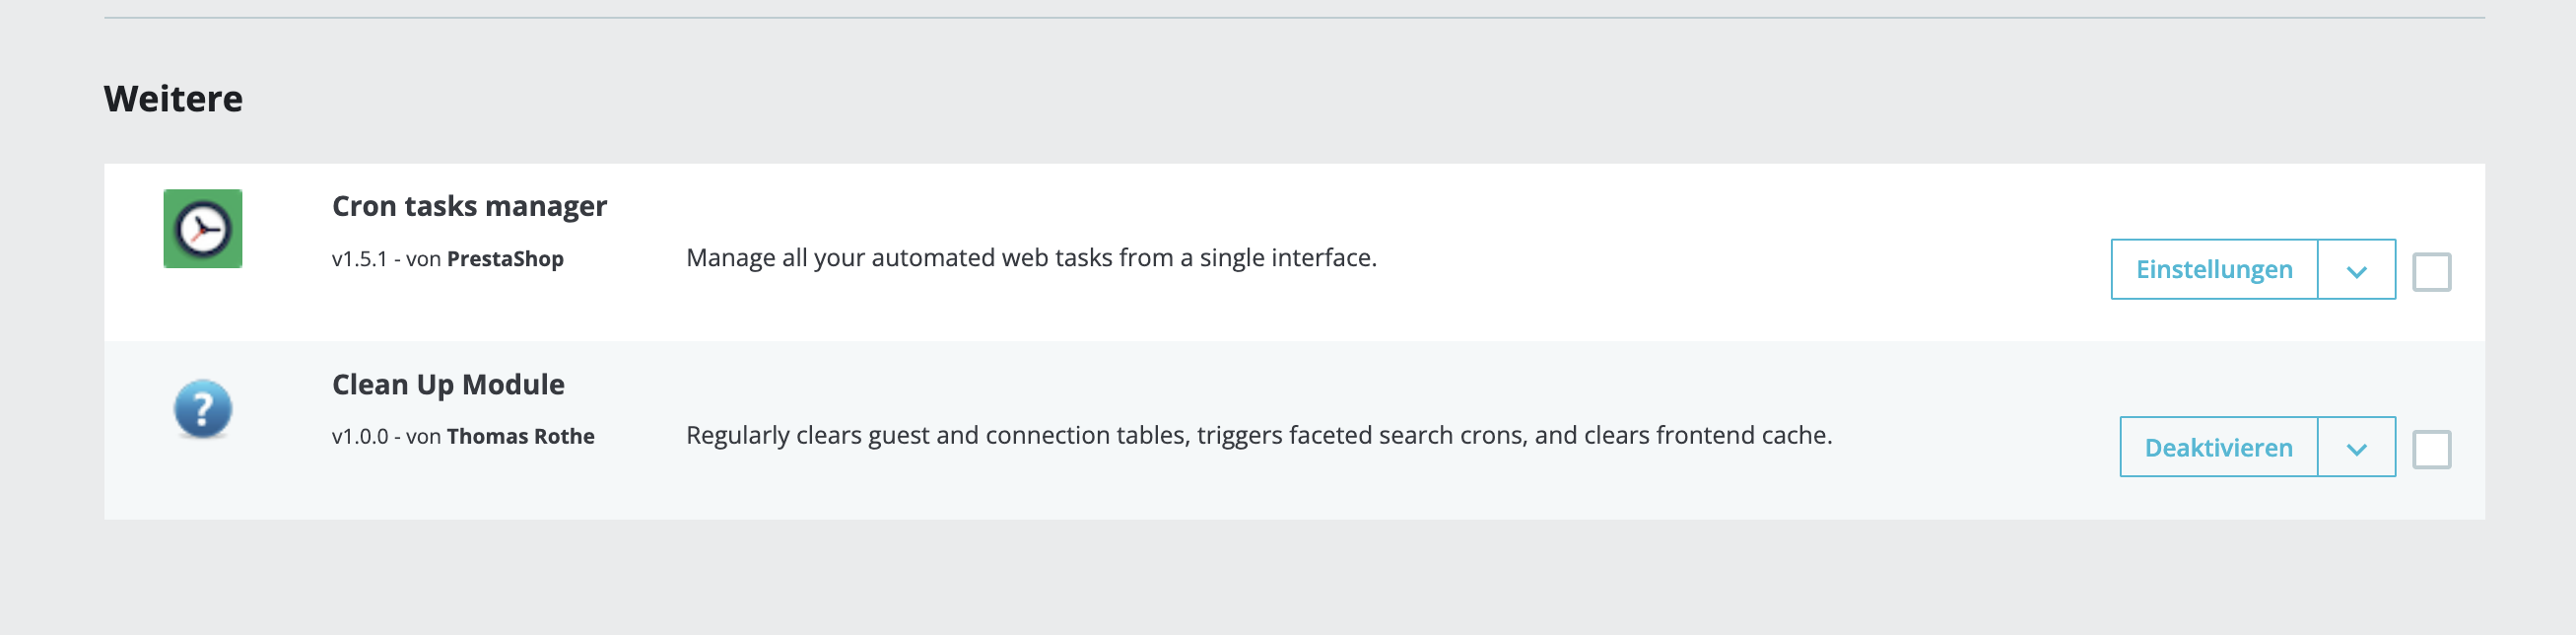 Weitere
Cron tasks manager
v1.5.1 - von PrestaShop
Manage all your automated web tasks from a single interface.
Einstellungen
?
Clean Up Module
v1.0.0 - von Thomas Rothe
Regularly clears guest and connection tables, triggers faceted search crons, and clears frontend cache.
Deaktivieren